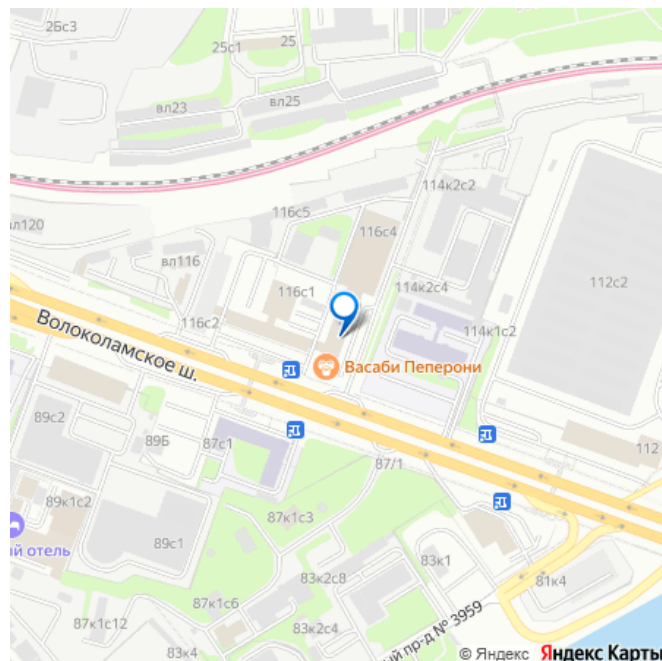 2Бс3
25с1
25
вл23
вл25
114к2с2
116с5
116с4
вл120
вл116
112с2
116с1
114к2с4
116с2
114к1с2
Волоколамское ш.
Васаби Пеперони
89с2
89Б
87с1
112
87/1
89к1с2
87к1с3
ый отель
89с1
83к2с8
83к1
81к4
87к1с6
87к1с12
83к2с4
83к4
ый пр-д № 3959
© Яндекс Яндекс Карты